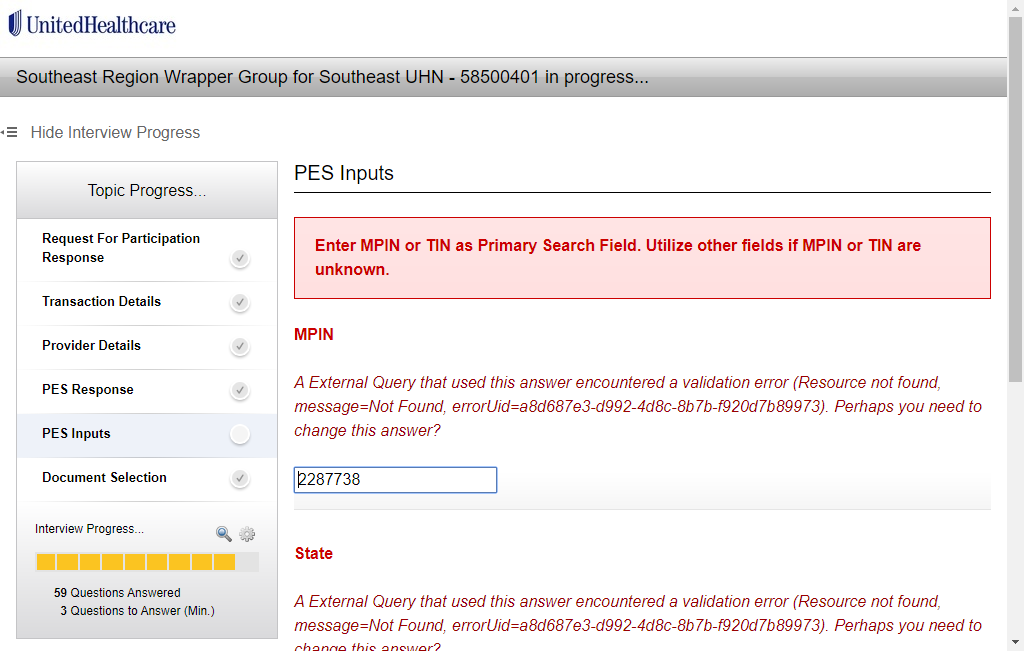 UnitedHealthcare
Southeast Region Wrapper Group for Southeast UHN - 58500401 in progress...
Hide Interview Progress
Topic Progress...
Request For Participation
Response
Transaction Details
Provider Details
PES Response
PES Inputs
Document Selection
Interview Progress...
59 Questions Answered
3 Questions to Answer (Min.)
PES Inputs
Enter MPIN or TIN as Primary Search Field. Utilize other fields if MPIN or TIN are
unknown.
MPIN
A External Query that used this answer encountered a validation error (Resource not found,
message=Not Found, errorUid=a8d687e3-d992-4d8c-8b7b-f920d7b89973). Perhaps you need to
change this answer?
2287738
State
A External Query that used this answer encountered a validation error (Resource not found,
message=Not Found, errorUid=a8d687e3-d992-4d8c-8b7b-f920d7b89973). Perhaps you need to
change this answer?